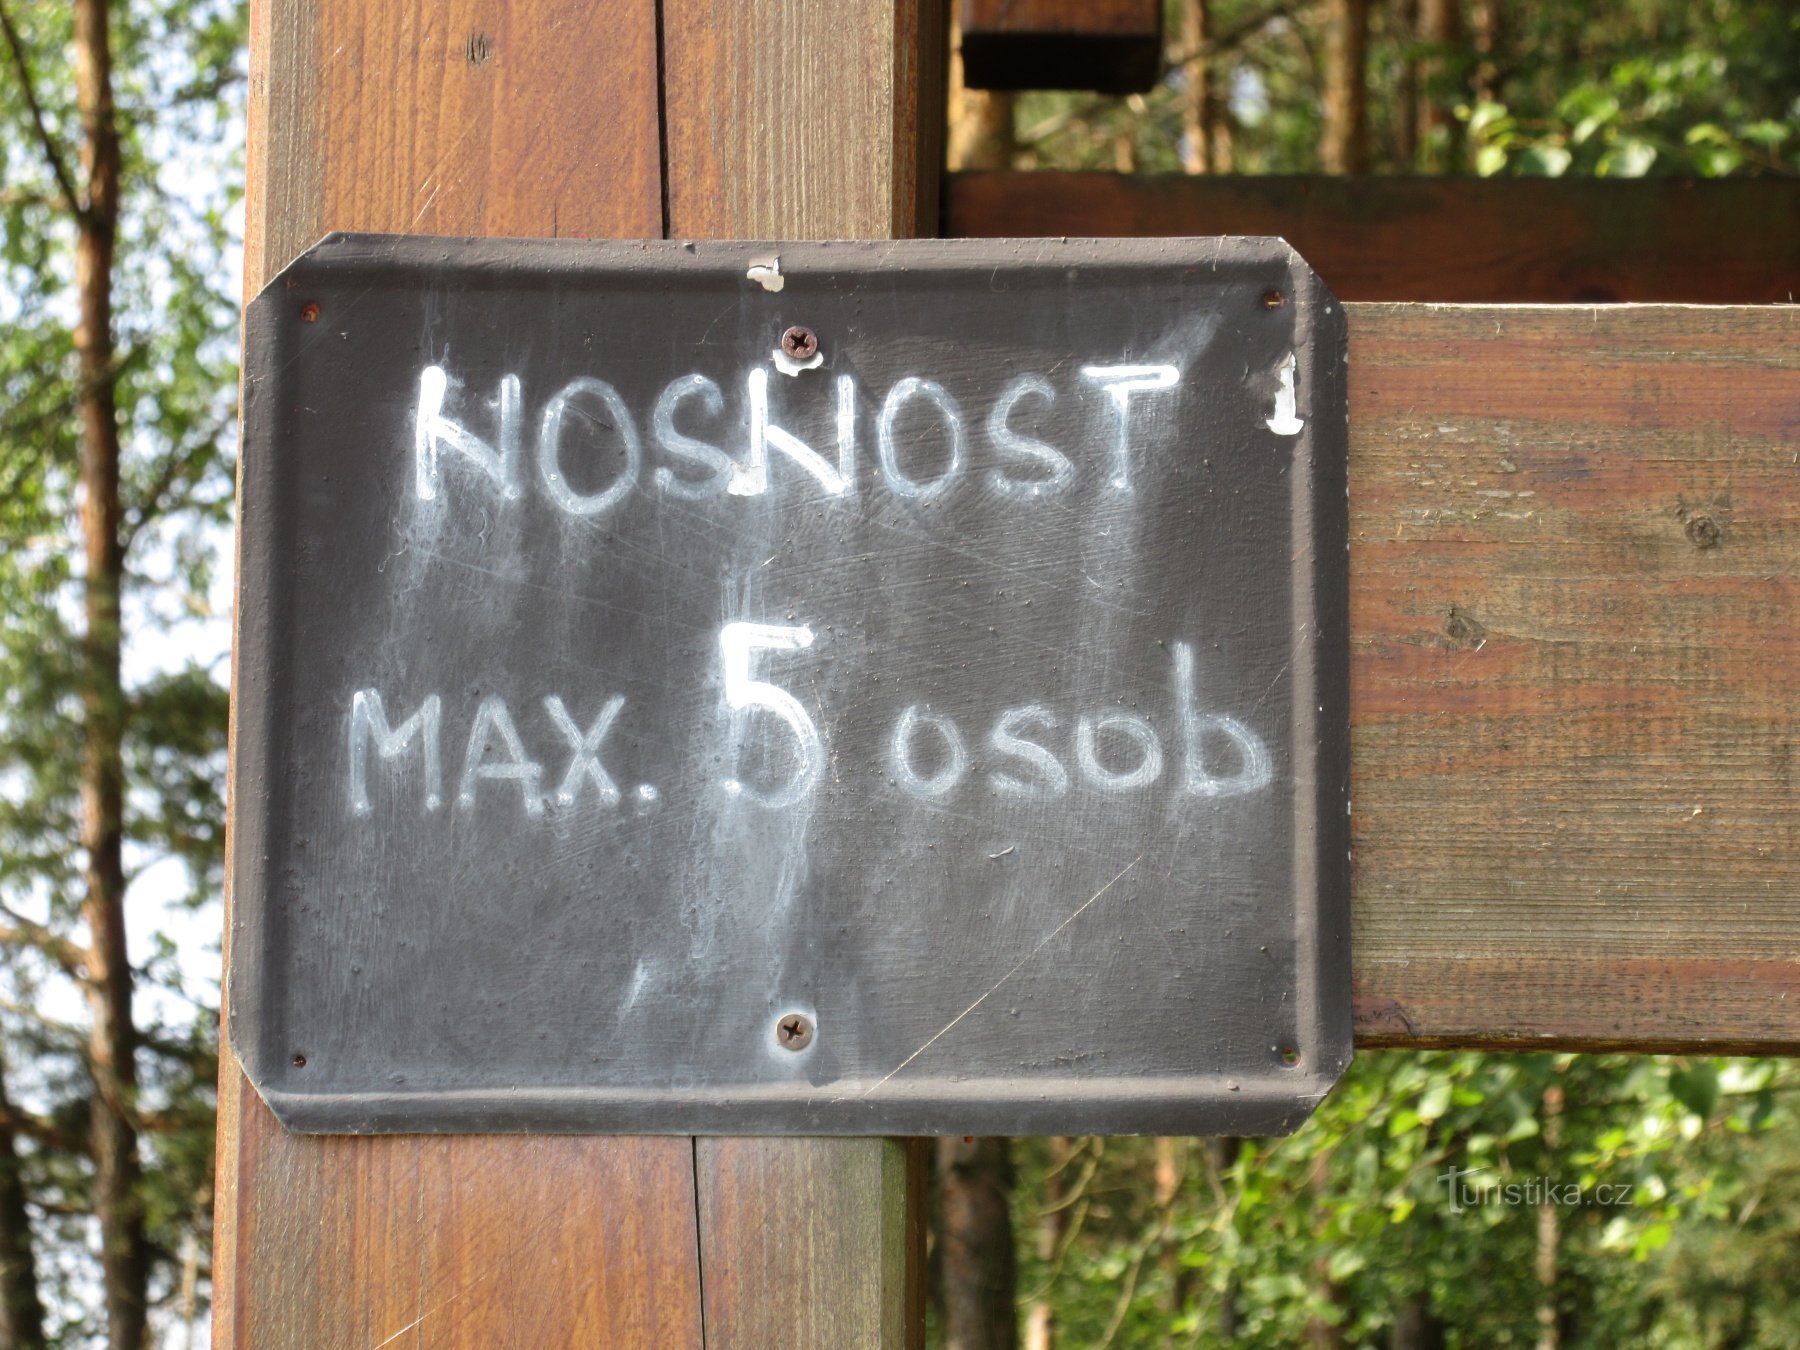 NOSNOST
MAX. 5 osob
Turistika.cz